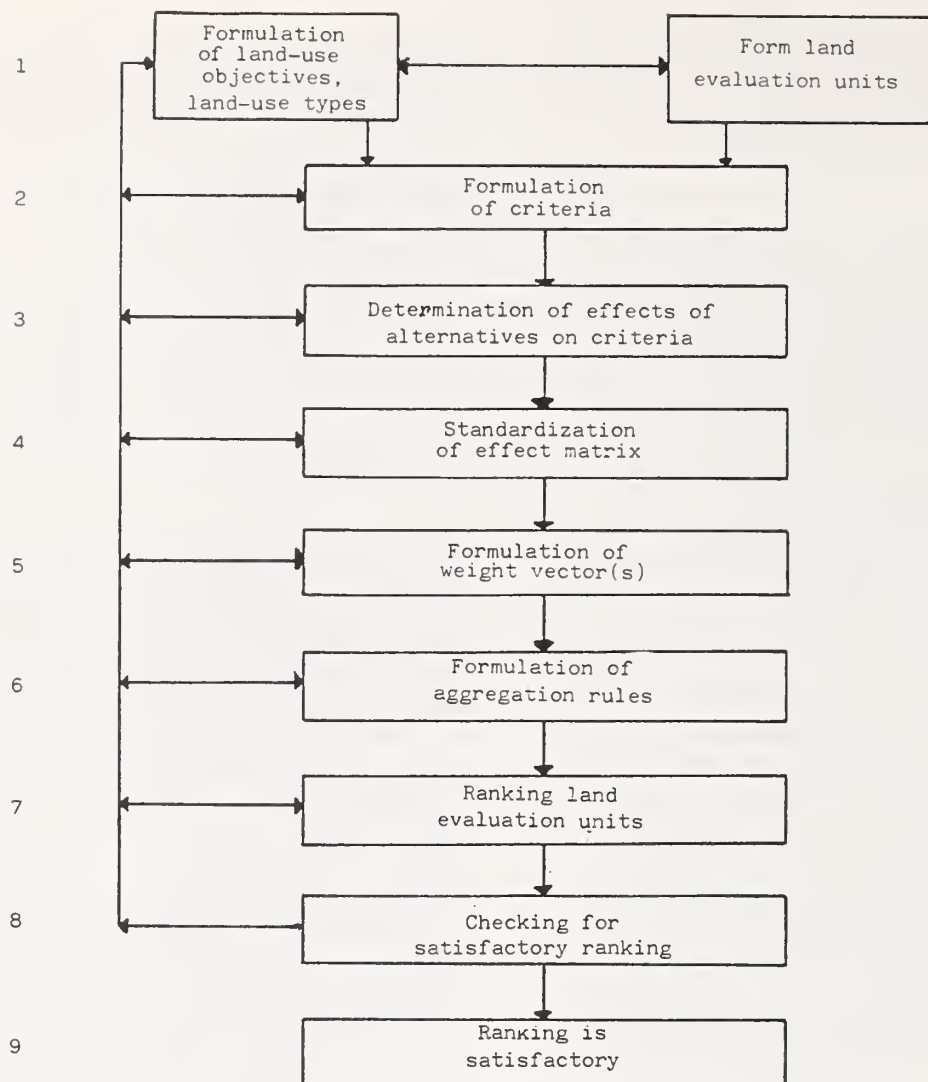 1
Formulation
of land-use
objectives,
land-use types
Form land
evaluation units
2
Formulation
of criteria
3
Determination of effects of
alternatives on criteria
4
Standardization
of effect matrix
5
Formulation of
weight vector(s)
6
Formulation of
aggregation rules
7
Ranking land
evaluation units
8
Checking for
satisfactory ranking
9
Ranking is
satisfactory